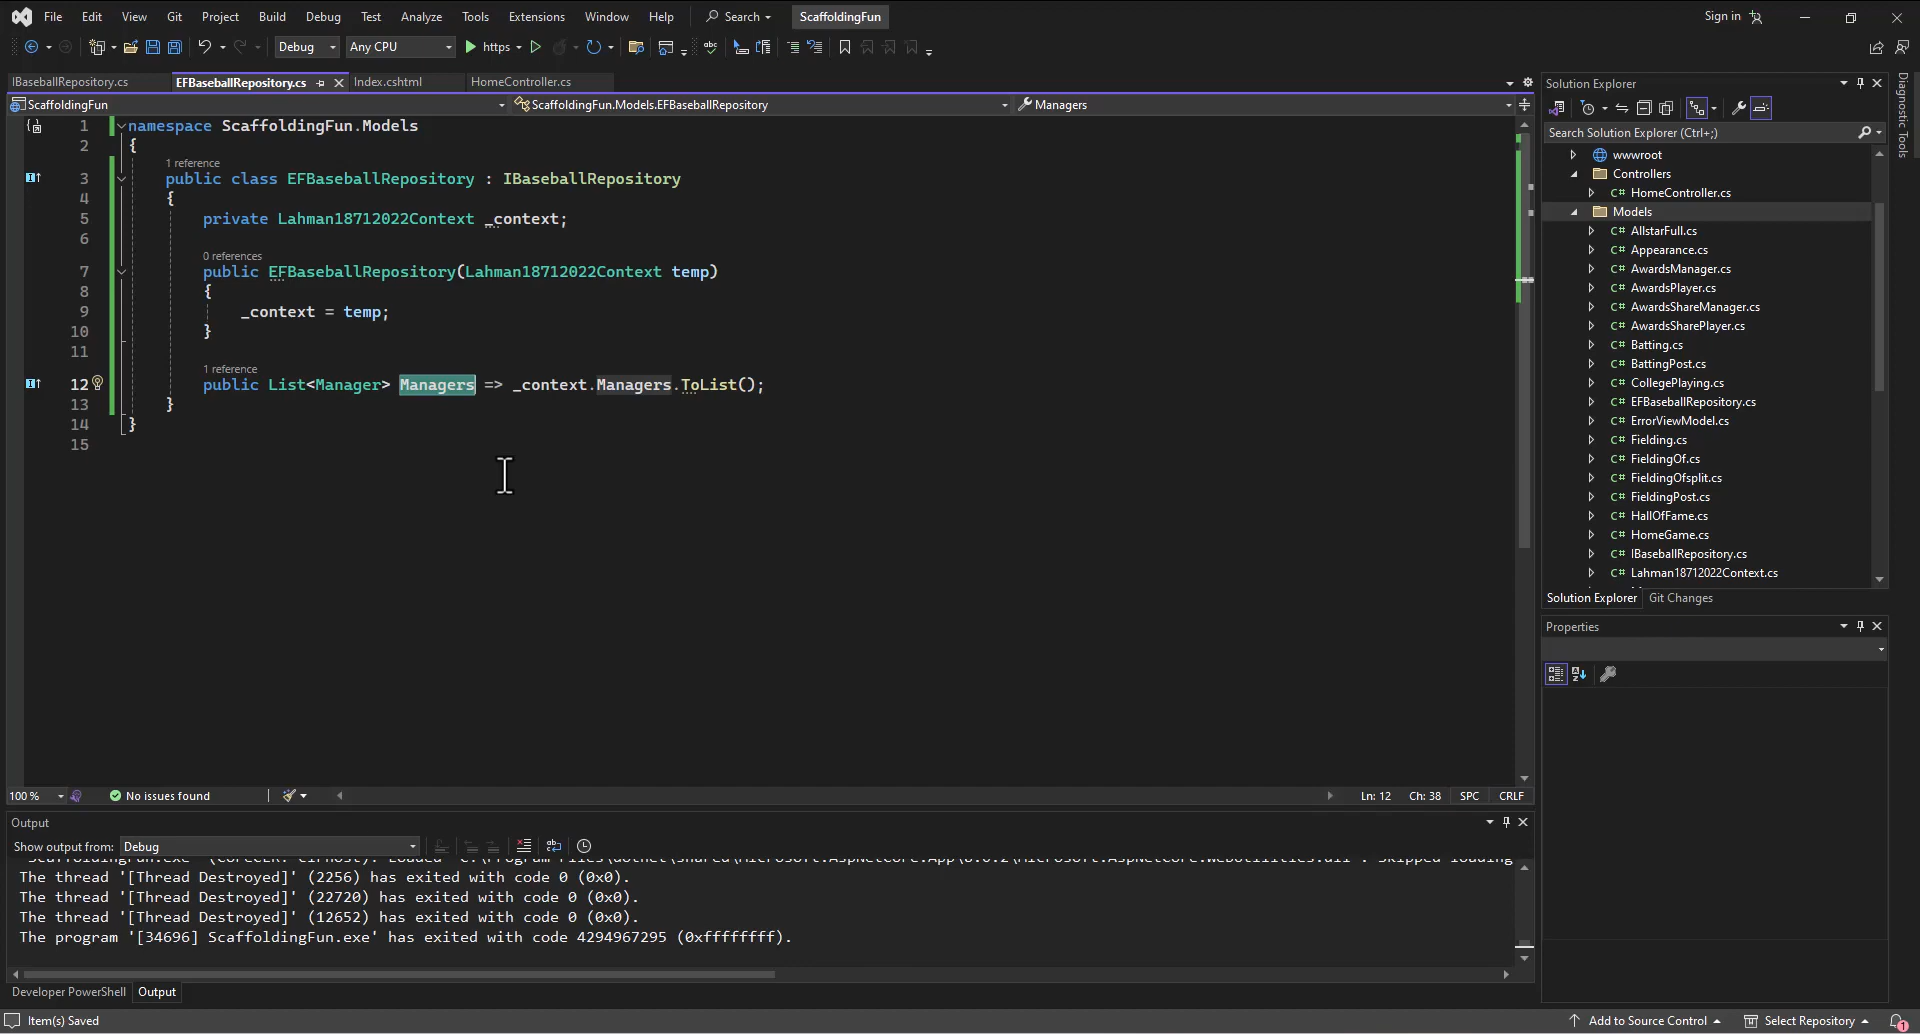 File Edit View Git Project Build Debug Test Analyze Tools Extensions Window Help Search ScaffoldingFun Sign in
Debug Any CPU https
IBaseballRepository.cs EFBaseballRepository.cs Index.cshtml HomeController.cs
ScaffoldingFun ScaffoldingFun.Models.EFBaseballRepository Managers
1 namespace ScaffoldingFun.Models
2 {
1 reference
3 public class EFBaseballRepository : IBaseballRepository
4 {
5 private Lahman18712022Context _context;
6
0 references
7 public EFBaseballRepository(Lahman18712022Context temp)
8 {
9 _context = temp;
10 }
11
1 reference
12 public List<Manager> Managers => _context.Managers.ToList();
13 }
14 }
15
100 % No issues found Ln: 12 Ch: 38 SPC CRLF
Output
Show output from: Debug
The thread '[Thread Destroyed]' (2256) has exited with code 0 (0x0).
The thread '[Thread Destroyed]' (22720) has exited with code 0 (0x0).
The thread '[Thread Destroyed]' (12652) has exited with code 0 (0x0).
The program '[34696] ScaffoldingFun.exe' has exited with code 4294967295 (0xffffffff).
Developer PowerShell Output
Item(s) Saved Add to Source Control Select Repository 1
Solution Explorer
Search Solution Explorer (Ctrl+;)
wwwroot
Controllers
C# HomeController.cs
Models
C# AllstarFull.cs
C# Appearance.cs
C# AwardsManager.cs
C# AwardsPlayer.cs
C# AwardsShareManager.cs
C# AwardsSharePlayer.cs
C# Batting.cs
C# BattingPost.cs
C# CollegePlaying.cs
C# EFBaseballRepository.cs
C# ErrorViewModel.cs
C# Fielding.cs
C# FieldingOf.cs
C# FieldingOfsplit.cs
C# FieldingPost.cs
C# HallOfFame.cs
C# HomeGame.cs
C# IBaseballRepository.cs
C# Lahman18712022Context.cs
Solution Explorer Git Changes
Properties
Diagnostic Tools